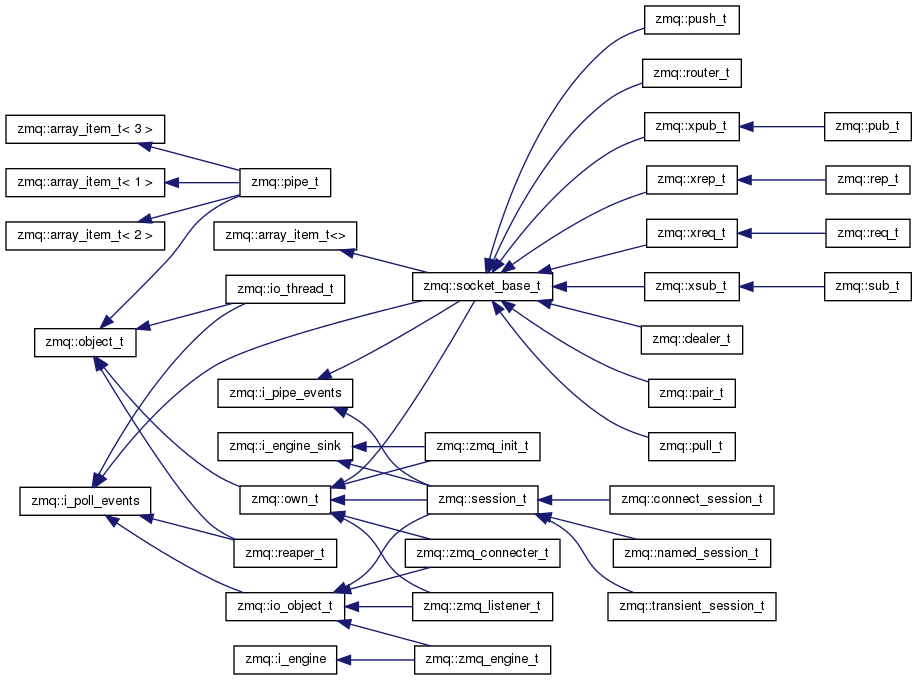 zmq::push_t
zmq::router_t
zmq::array_item_t< 3 >
zmq::xpub_t
zmq::pub_t
zmq::array_item_t< 1 >
zmq::pipe_t
zmq::xrep_t
zmq::rep_t
zmq::array_item_t< 2 >
zmq::array_item_t<>
zmq::xreq_t
zmq::req_t
zmq::io_thread_t
zmq::socket_base_t
zmq::xsub_t
zmq::sub_t
zmq::object_t
zmq::dealer_t
zmq::i_pipe_events
zmq::pair_t
zmq::i_engine_sink
zmq::zmq_init_t
zmq::pull_t
zmq::i_poll_events
zmq::own_t
zmq::session_t
zmq::connect_session_t
zmq::reaper_t
zmq::zmq_connecter_t
zmq::named_session_t
zmq::io_object_t
zmq::zmq_listener_t
zmq::transient_session_t
zmq::i_engine
zmq::zmq_engine_t